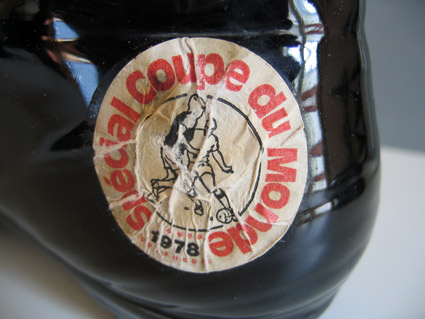 Spécial coupe du Monde
1978